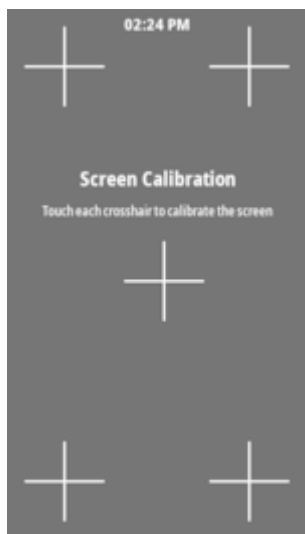 02:24 PM
Screen Calibration
Touch each crosshair to calibrate the screen